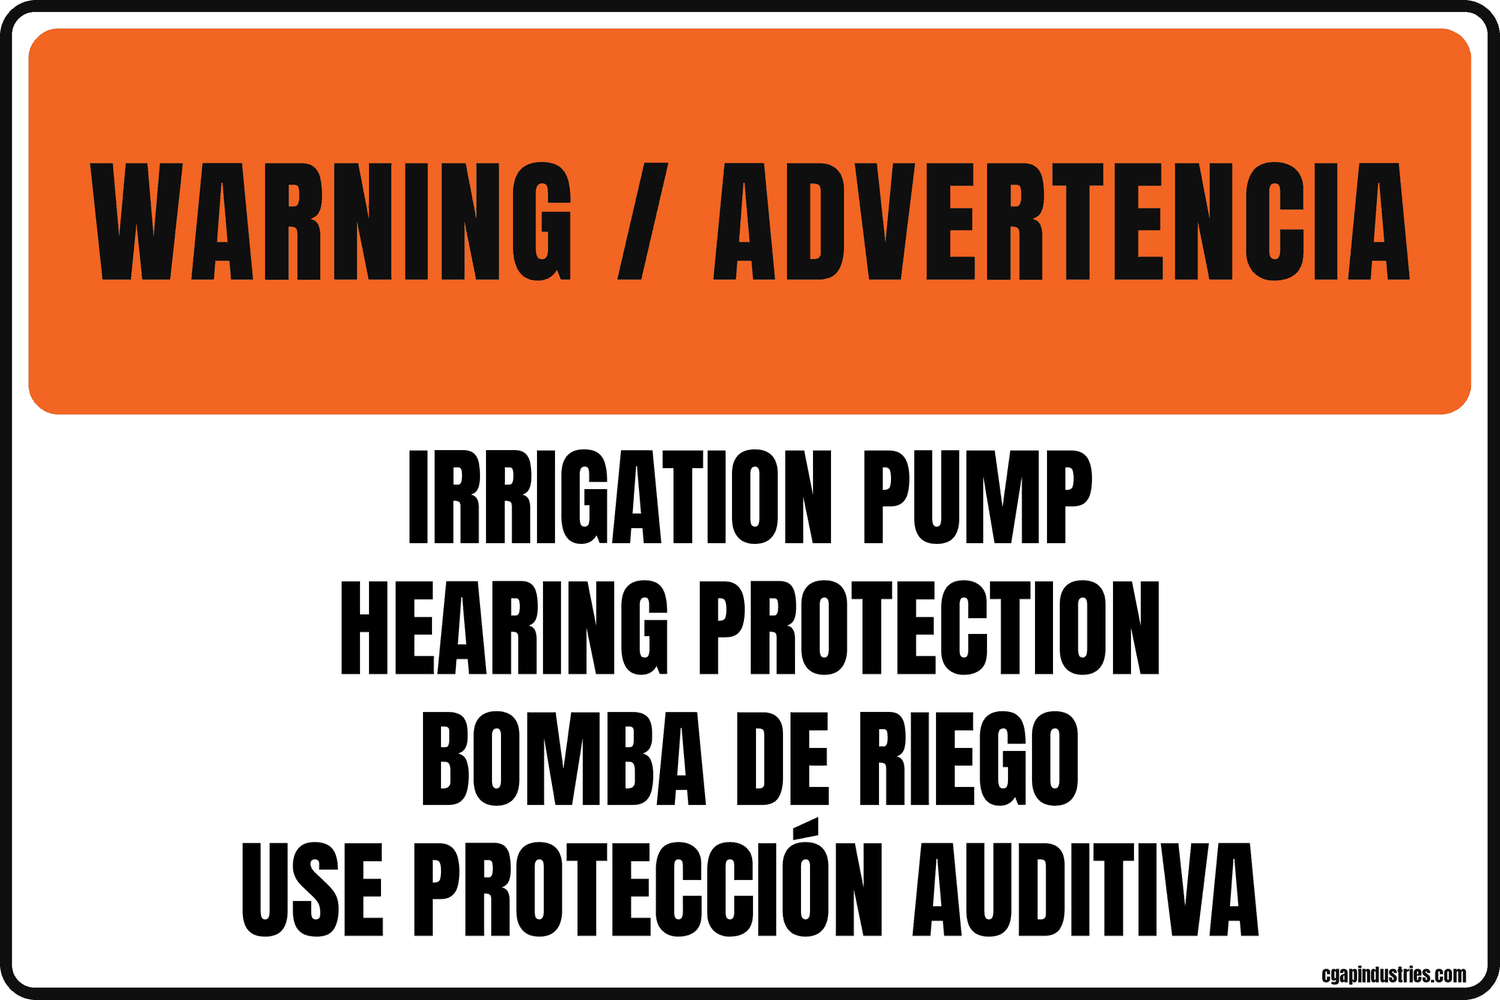 WARNING / ADVERTENCIA
IRRIGATION PUMP
HEARING PROTECTION
BOMBA DE RIEGO
USE PROTECCIÓN AUDITIVA
cgapindustries.com